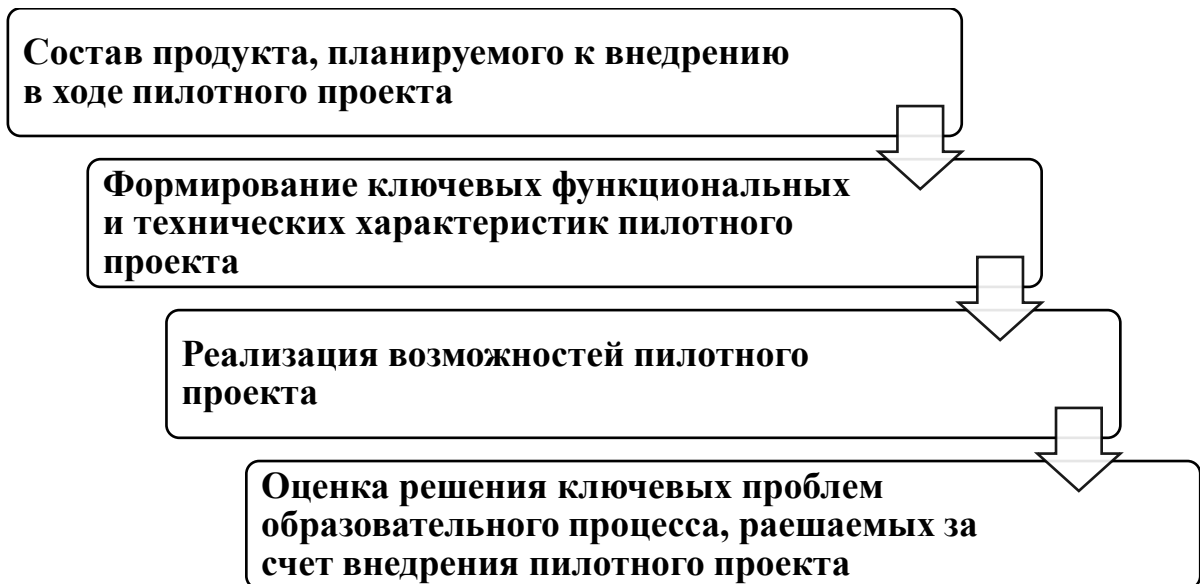 Состав продукта, планируемого к внедрению
в ходе пилотного проекта
Формирование ключевых функциональных
и технических характеристик пилотного
проекта
Реализация возможностей пилотного
проекта
Оценка решения ключевых проблем
образовательного процесса, раешаемых за
счет внедрения пилотного проекта